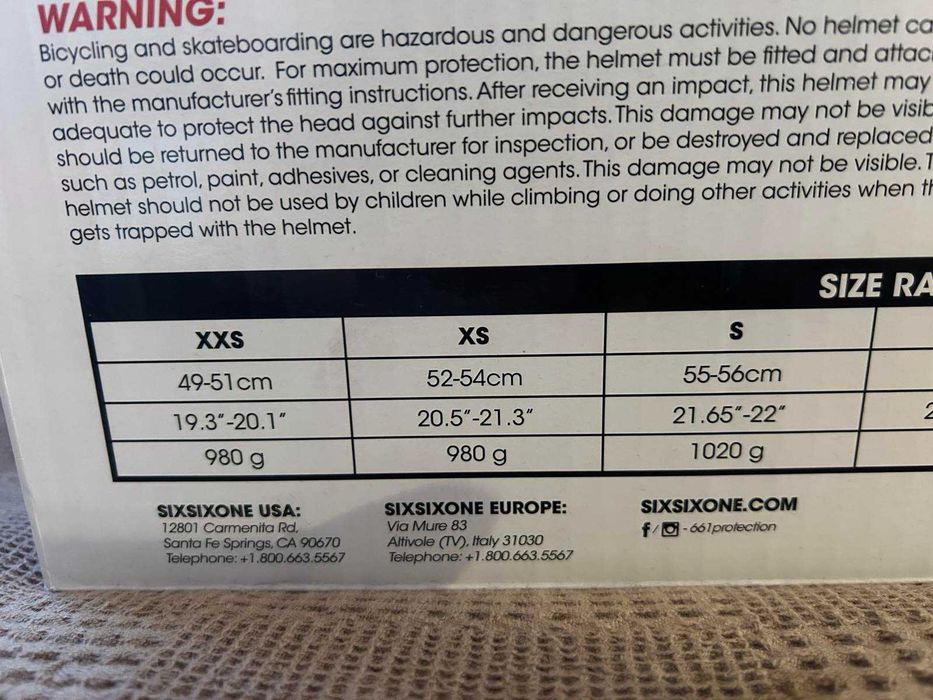 WARNING:
Bicycling and skateboarding are hazardous and dangerous activities. No helmet ca
or death could occur. For maximum protection, the helmet must be fitted and attac
with the manufacturer's fitting instructions. After receiving an impact, this helmet may
adequate to protect the head against further impacts. This damage may not be visib
should be returned to the manufacturer for inspection, or be destroyed and replaced
such as petrol, paint, adhesives, or cleaning agents. This damage may not be visible. T
helmet should not be used by children while climbing or doing other activities when th
gets trapped with the helmet.
SIZE RA
XXS XS S
49-51cm 52-54cm 55-56cm
19.3"-20.1" 20.5"-21.3" 21.65"-22" 2
980 g 980 g 1020 g
SIXSIXONE USA:
12801 Carmenita Rd,
Santa Fe Springs, CA 90670
Telephone: +1.800.663.5567
SIXSIXONE EUROPE:
Via Mure 83
Altivole (TV), Italy 31030
Telephone: +1.800.663.5567
SIXSIXONE.COM
f / - 661protection